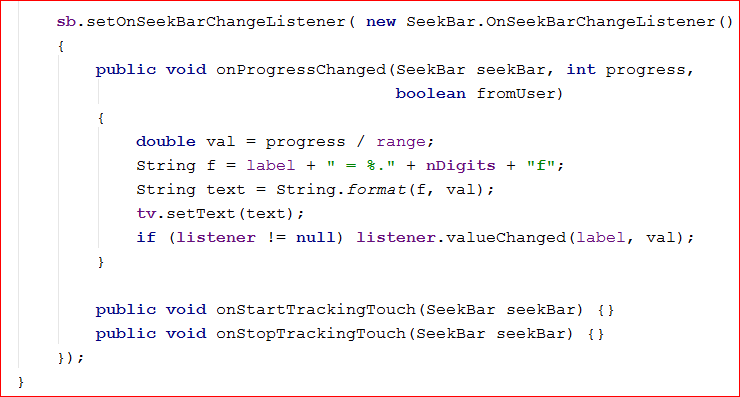 sb.setOnSeekBarChangeListener( new SeekBar.OnSeekBarChangeListener()
{
public void onProgressChanged(SeekBar seekBar, int progress,
boolean fromUser)
{
double val = progress / range;
String f = label + " = %." + nDigits + "f";
String text = String.format(f, val);
tv.setText(text);
if (listener != null) listener.valueChanged(label, val);
}
public void onStartTrackingTouch(SeekBar seekBar) {}
public void onStopTrackingTouch(SeekBar seekBar) {}
});
}